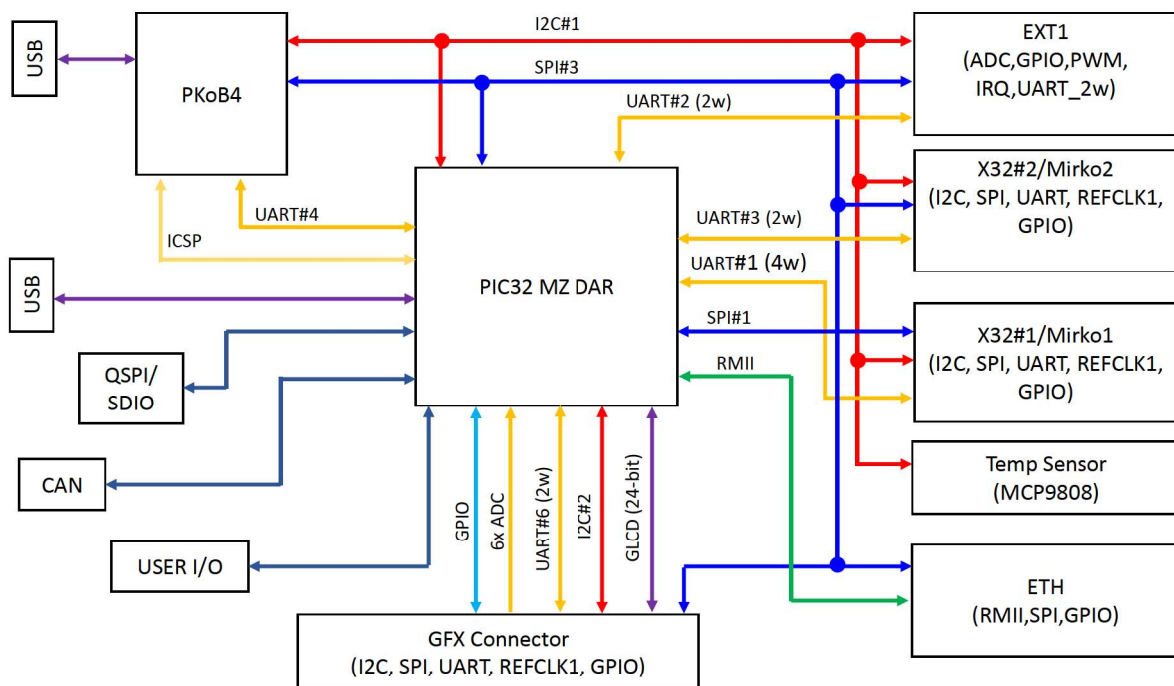 USB
PKoB4
I2C#1
SPI#3
UART#2 (2w)
EXT1
(ADC,GPIO,PWM,
IRQ,UART_2w)
UART#4
ICSP
X32#2/Mirko2
(I2C, SPI, UART, REFCLK1,
GPIO)
UART#3 (2w)
UART#1 (4w)
USB
PIC32 MZ DAR
SPI#1
RMII
X32#1/Mirko1
(I2C, SPI, UART, REFCLK1,
GPIO)
QSPI/
SDIO
CAN
Temp Sensor
(MCP9808)
GPIO
6x ADC
UART#6 (2w)
I2C#2
GLCD (24-bit)
USER I/O
ETH
(RMII,SPI,GPIO)
GFX Connector
(I2C, SPI, UART, REFCLK1, GPIO)